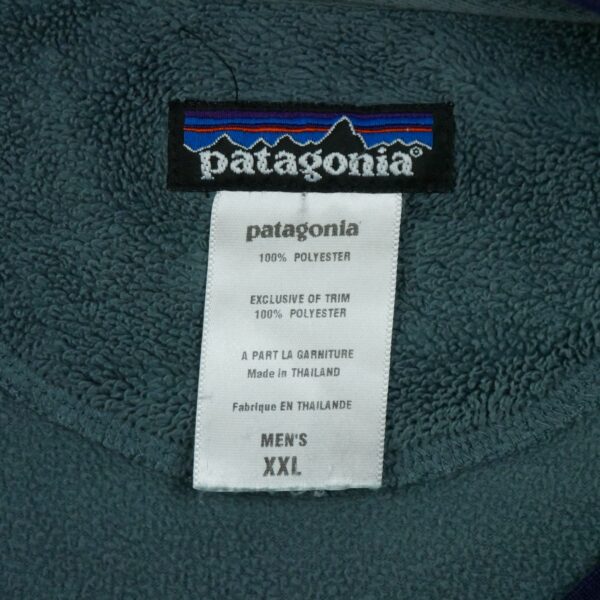 patagonia®
patagonia
100% POLYESTER
EXCLUSIVE OF TRIM
100% POLYESTER
A PART LA GARNITURE
Made in THAILAND
Fabrique EN THAILANDE
MEN'S
XXL